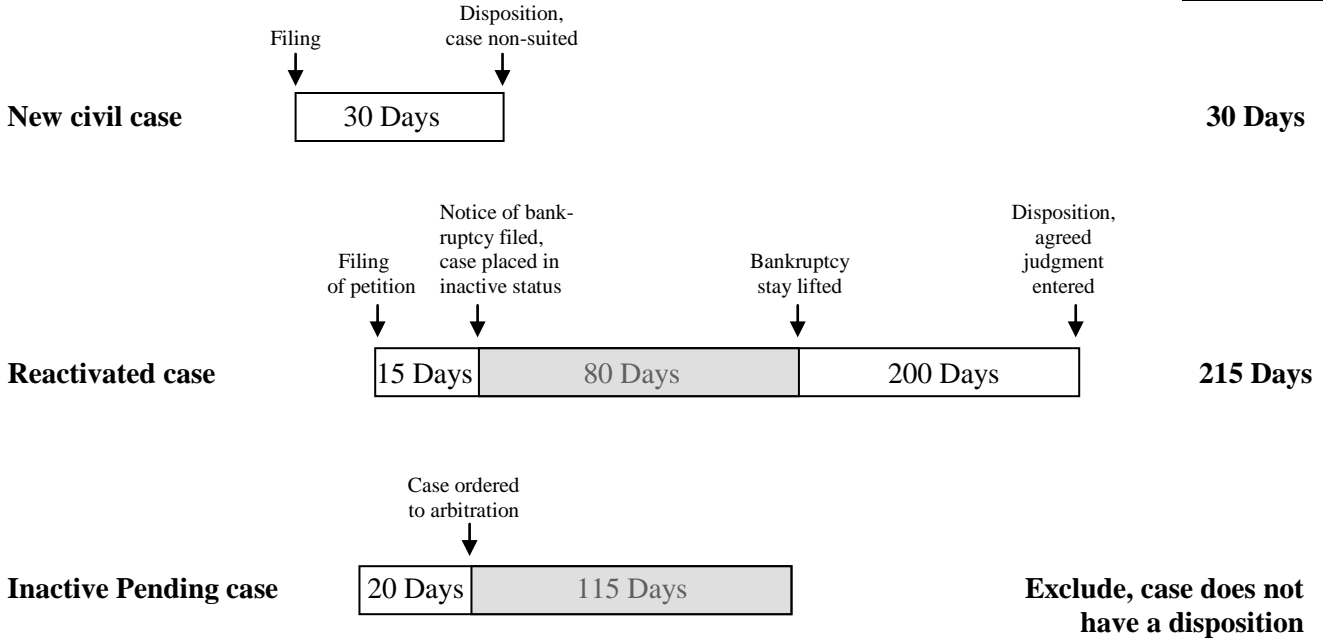 Filing
Disposition,
case non-suited
New civil case
30 Days
30 Days
Filing
of petition
Notice of bank-
ruptcy filed,
case placed in
inactive status
Bankruptcy
stay lifted
Disposition,
agreed
judgment
entered
Reactivated case
15 Days
80 Days
200 Days
215 Days
Case ordered
to arbitration
Inactive Pending case
20 Days
115 Days
Exclude, case does not
have a disposition